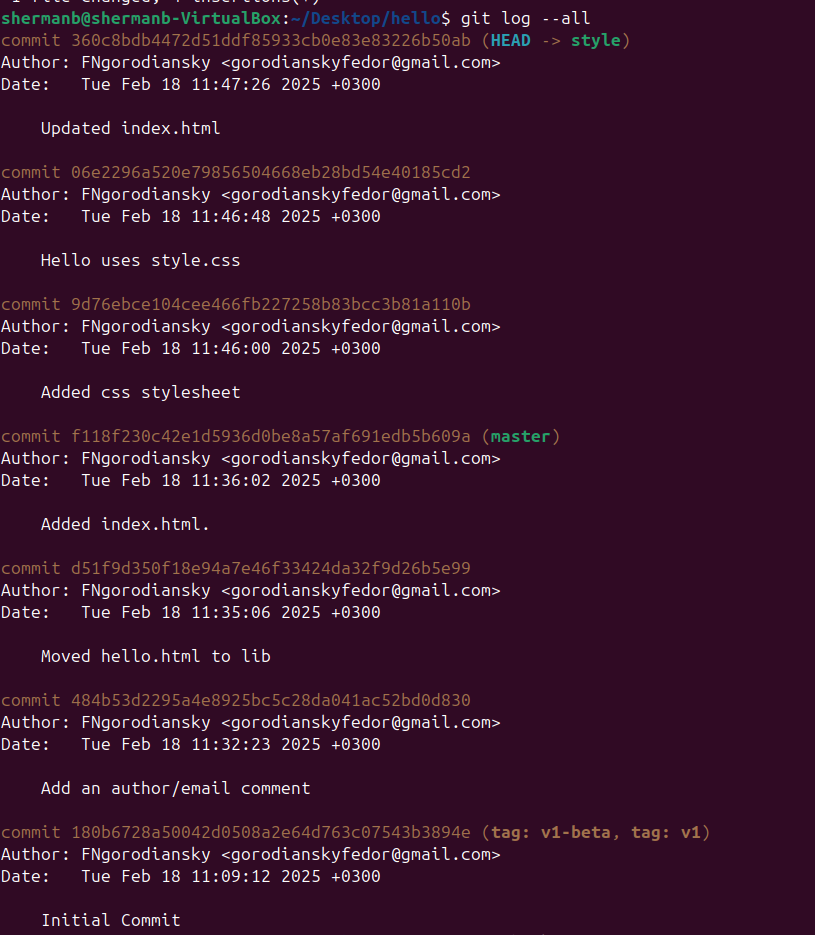 1 file changed, 4 insertions(+)
shermanb@shermanb-VirtualBox:~/Desktop/hello$ git log --all
commit 360c8bdb4472d51ddf85933cb0e83e83226b50ab (HEAD -> style)
Author: FNgorodiansky <gorodianskyfedor@gmail.com>
Date:   Tue Feb 18 11:47:26 2025 +0300
Updated index.html
commit 06e2296a520e79856504668eb28bd54e40185cd2
Author: FNgorodiansky <gorodianskyfedor@gmail.com>
Date:   Tue Feb 18 11:46:48 2025 +0300
Hello uses style.css
commit 9d76ebce104cee466fb227258b83bcc3b81a110b
Author: FNgorodiansky <gorodianskyfedor@gmail.com>
Date:   Tue Feb 18 11:46:00 2025 +0300
Added css stylesheet
commit f118f230c42e1d5936d0be8a57af691edb5b609a (master)
Author: FNgorodiansky <gorodianskyfedor@gmail.com>
Date:   Tue Feb 18 11:36:02 2025 +0300
Added index.html.
commit d51f9d350f18e94a7e46f33424da32f9d26b5e99
Author: FNgorodiansky <gorodianskyfedor@gmail.com>
Date:   Tue Feb 18 11:35:06 2025 +0300
Moved hello.html to lib
commit 484b53d2295a4e8925bc5c28da041ac52bd0d830
Author: FNgorodiansky <gorodianskyfedor@gmail.com>
Date:   Tue Feb 18 11:32:23 2025 +0300
Add an author/email comment
commit 180b6728a50042d0508a2e64d763c07543b3894e (tag: v1-beta, tag: v1)
Author: FNgorodiansky <gorodianskyfedor@gmail.com>
Date:   Tue Feb 18 11:09:12 2025 +0300
Initial Commit